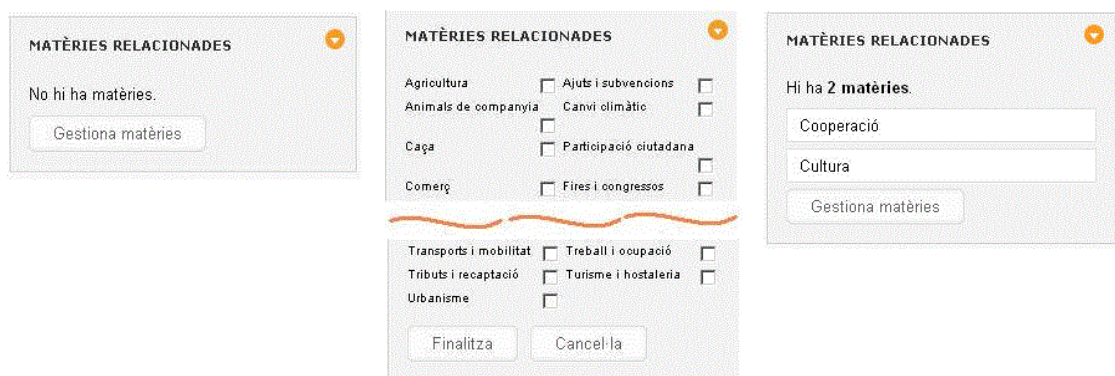 MATÈRIES RELACIONADES
No hi ha matèries.
Gestiona matèries
MATÈRIES RELACIONADES
Agricultura Ajuts i subvencions
Animals de companyia Canvi climàtic
Caça Participació ciutadana
Comerç Fires i congressos
Transports i mobilitat Treball i ocupació
Tributs i recaptació Turisme i hostaleria
Urbanisme
Finalitza Cancel·la
MATÈRIES RELACIONADES
Hi ha 2 matèries.
Cooperació
Cultura
Gestiona matèries